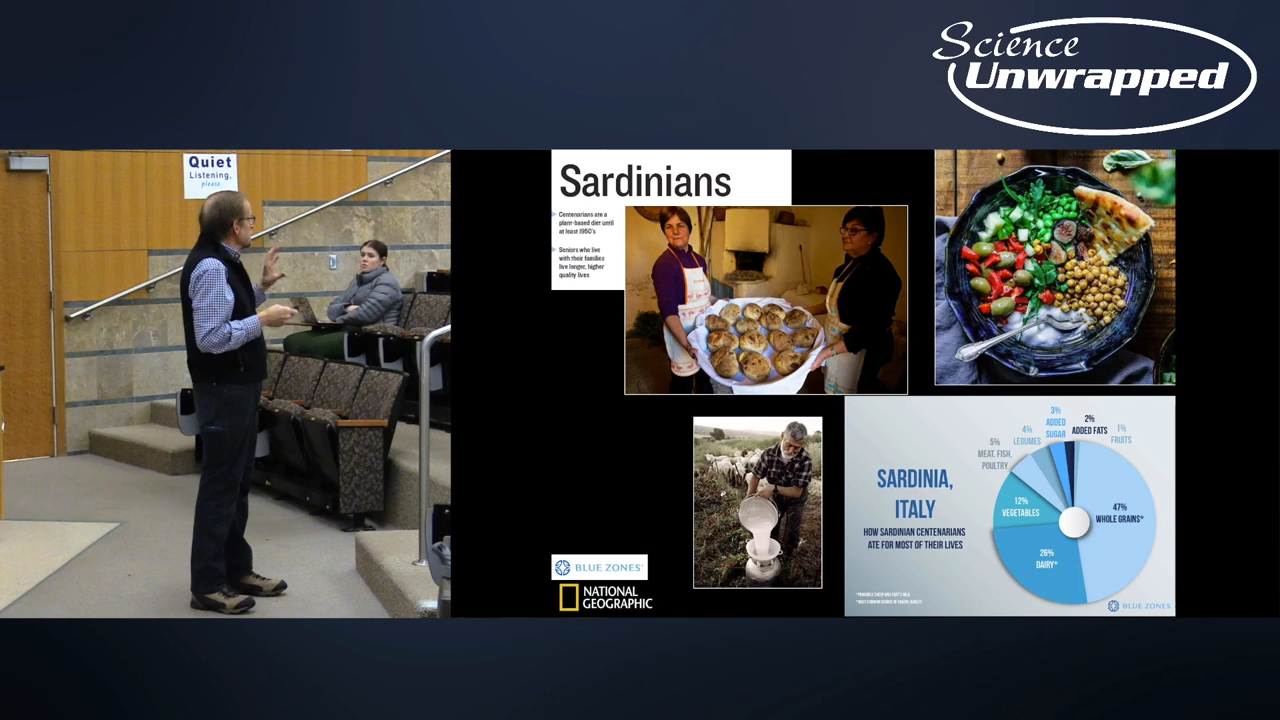 Science
Unwrapped
Quiet
Listening,
please
Sardinians
Centenarians are a
plant-based diet until
at least 1950's
Seniors who live
with their families
live longer, higher
quality lives
BLUE ZONES
NATIONAL
GEOGRAPHIC
SARDINIA,
ITALY
HOW SARDINIAN CENTENARIANS
ATE FOR MOST OF THEIR LIVES
3%
ADDED
SUGAR
2%
ADDED FATS
1%
FRUITS
4%
LEGUMES
5%
MEAT, FISH,
POULTRY
12%
VEGETABLES
47%
WHOLE GRAINS*
26%
DAIRY*
BLUE ZONES